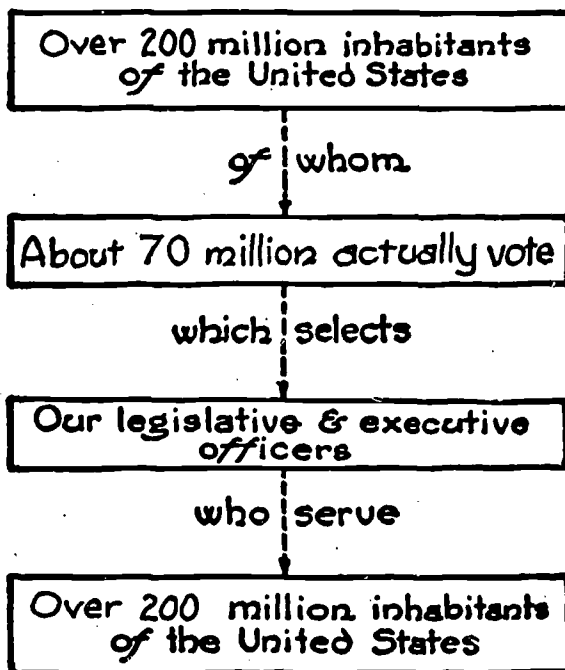 Over 200 million inhabitants
of the United States
of whom
About 70 million actually vote
which selects
Our legislative & executive
officers
who serve
Over 200 million inhabitants
of the United States